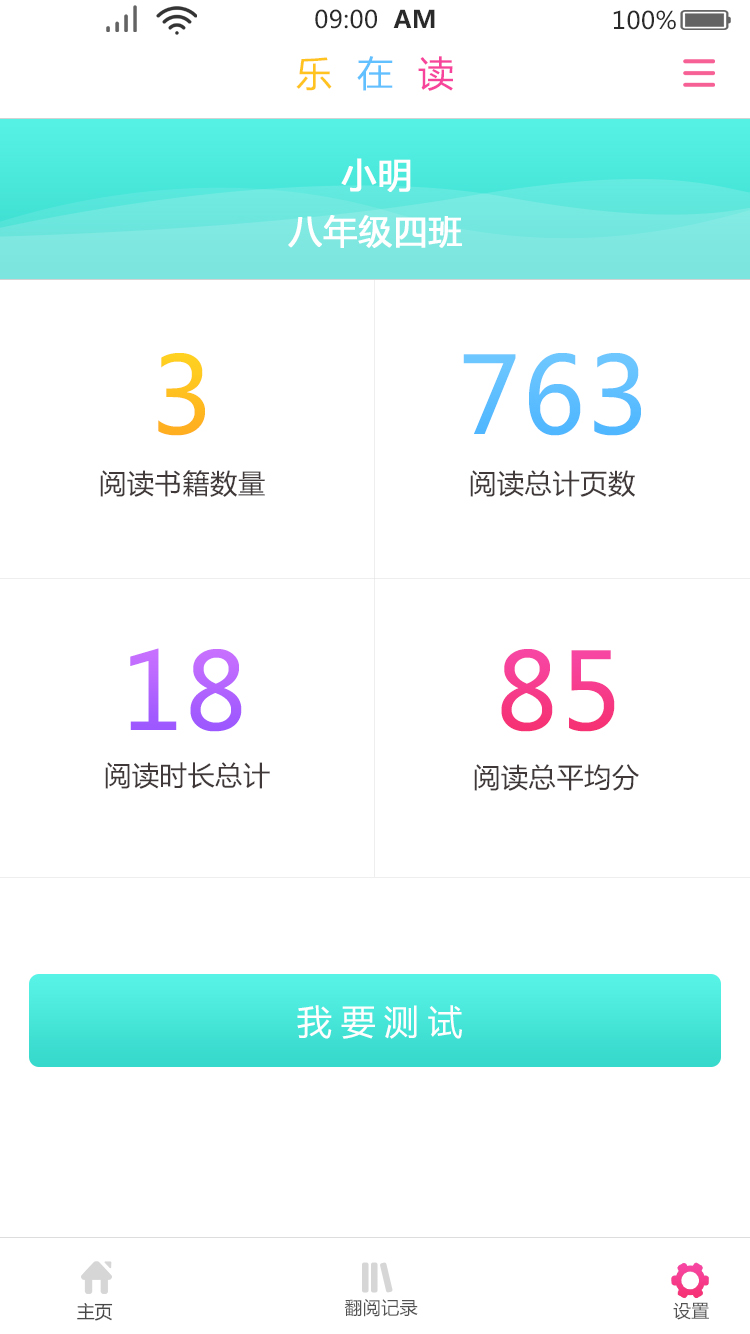 09:00 AM 100%
乐在读
小明
八年级四班
3 763
阅读书籍数量 阅读总计页数
18 85
阅读时长总计 阅读总平均分
我要测试
主页 翻阅记录 设置